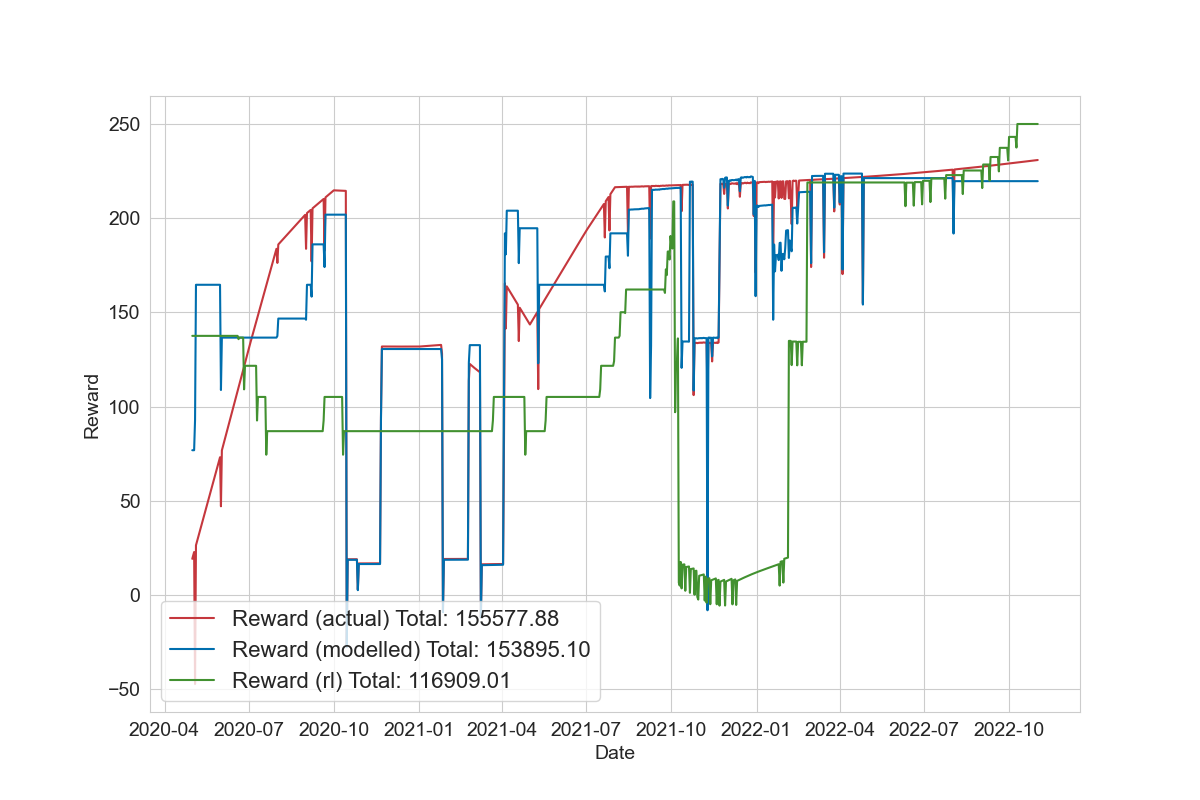 250
200
150
100
50
0
−50
Reward
Reward (actual) Total: 155577.88
Reward (modelled) Total: 153895.10
Reward (rl) Total: 116909.01
2020-04 2020-07 2020-10 2021-01 2021-04 2021-07 2021-10 2022-01 2022-04 2022-07 2022-10
Date